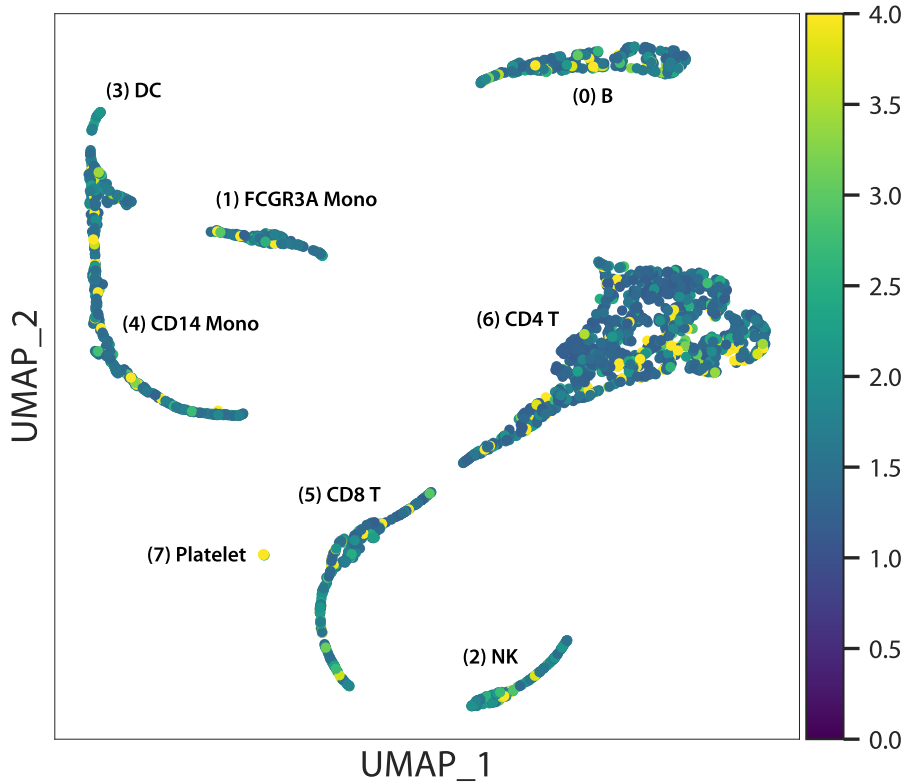 (3) DC
(0) B
(1) FCGR3A Mono
(4) CD14 Mono
(6) CD4 T
(5) CD8 T
(7) Platelet
(2) NK
UMAP_2
UMAP_1
4.0
3.5
3.0
2.5
2.0
1.5
1.0
0.5
0.0